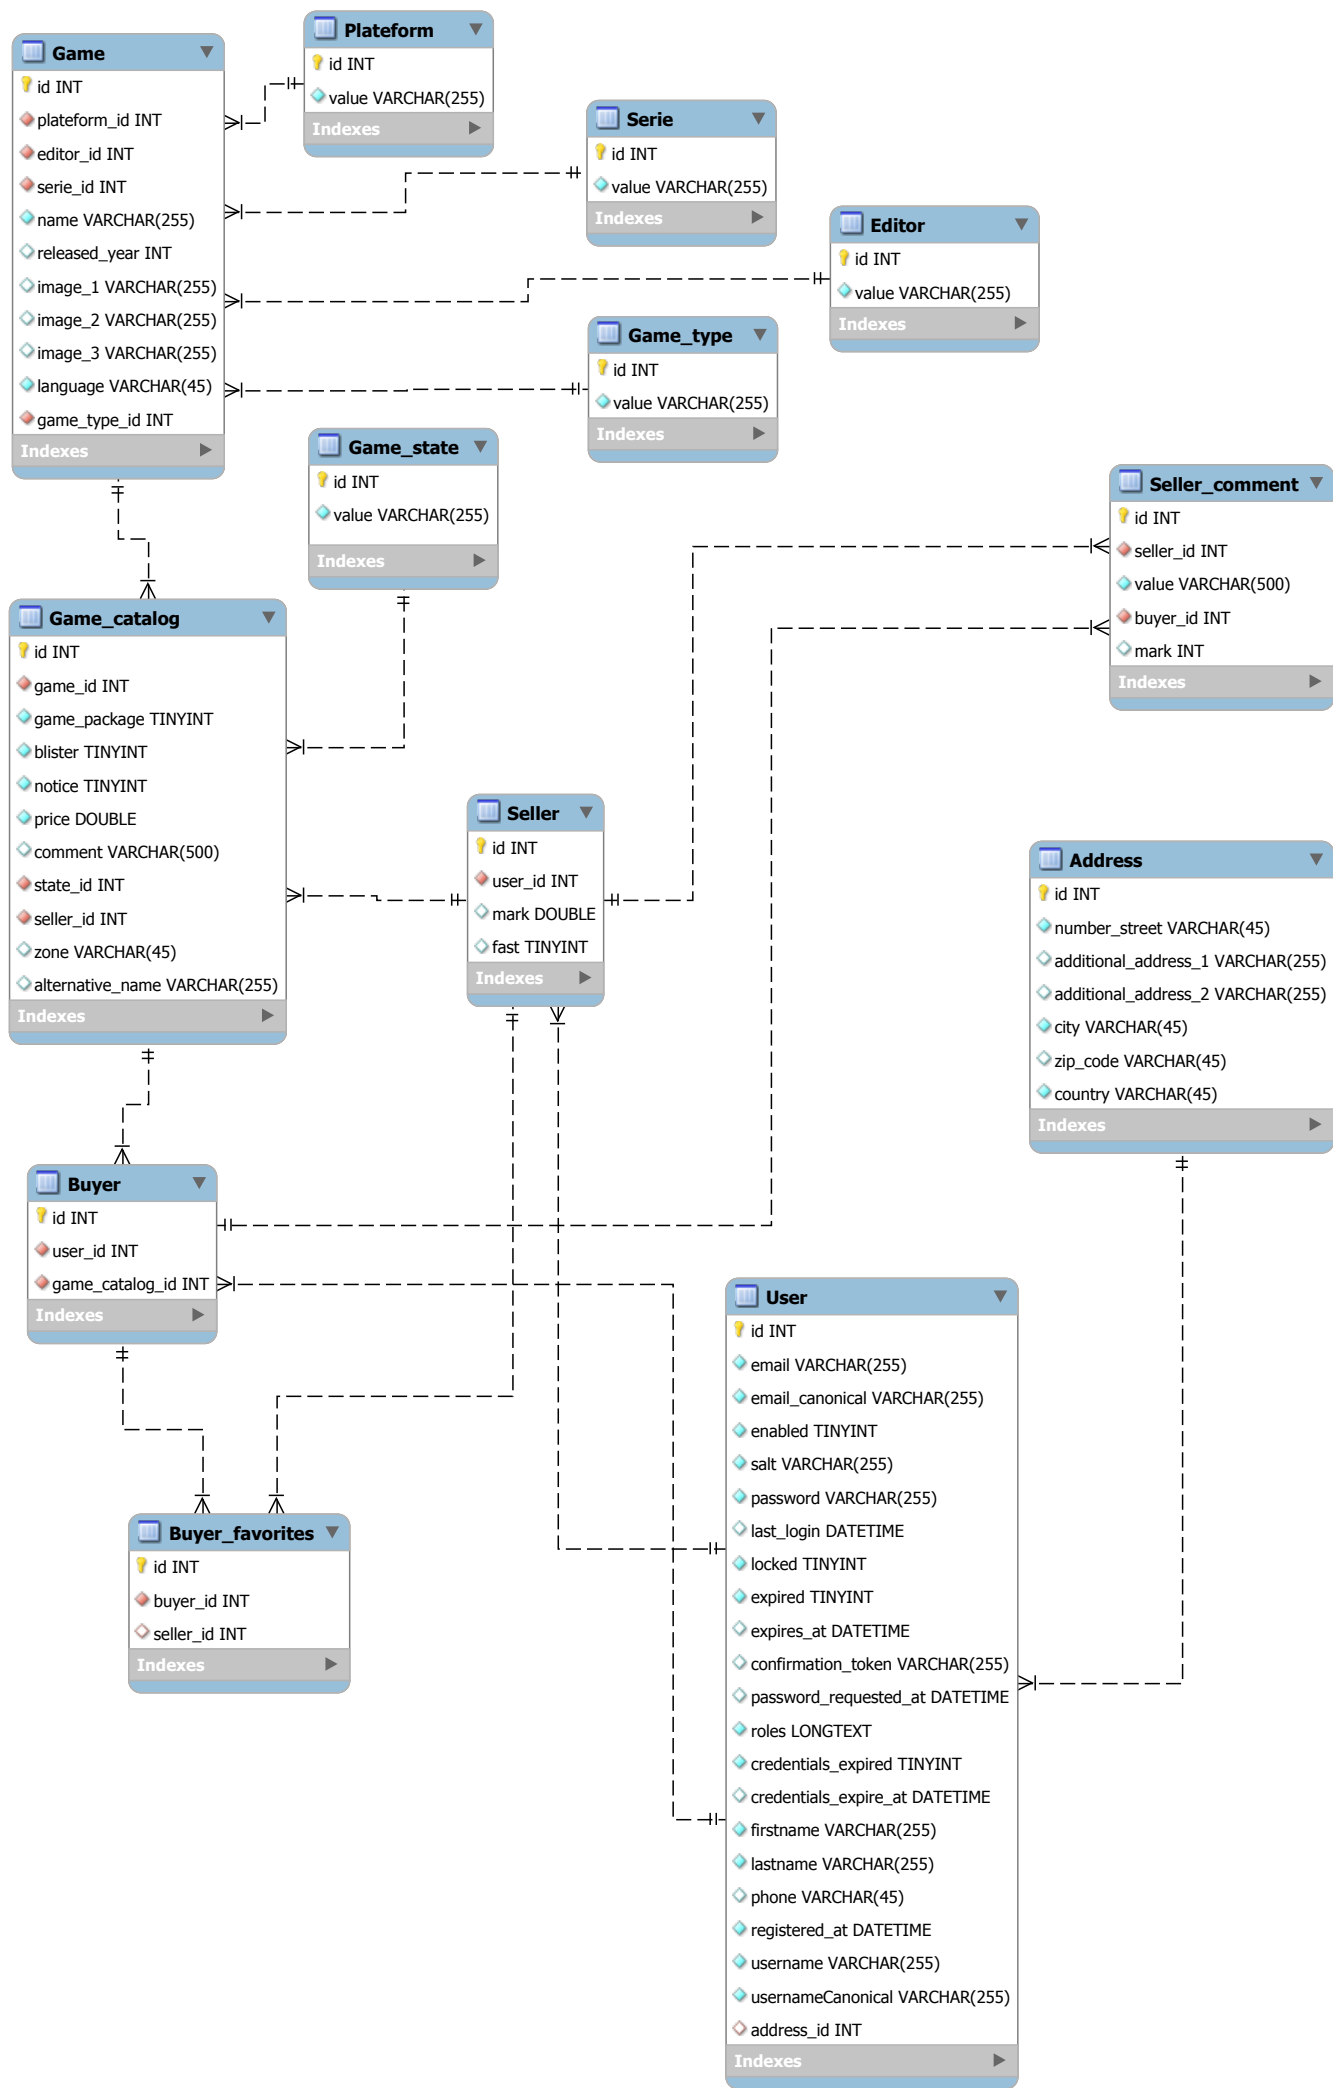 Game
id INT
plateform_id INT
editor_id INT
serie_id INT
name VARCHAR(255)
released_year INT
image_1 VARCHAR(255)
image_2 VARCHAR(255)
image_3 VARCHAR(255)
language VARCHAR(45)
game_type_id INT
Indexes
Plateform
id INT
value VARCHAR(255)
Indexes
Serie
id INT
value VARCHAR(255)
Indexes
Editor
id INT
value VARCHAR(255)
Indexes
Game_type
id INT
value VARCHAR(255)
Indexes
Game_state
id INT
value VARCHAR(255)
Indexes
Seller_comment
id INT
seller_id INT
value VARCHAR(500)
buyer_id INT
mark INT
Indexes
Game_catalog
id INT
game_id INT
game_package TINYINT
blister TINYINT
notice TINYINT
price DOUBLE
comment VARCHAR(500)
state_id INT
seller_id INT
zone VARCHAR(45)
alternative_name VARCHAR(255)
Indexes
Seller
id INT
user_id INT
mark DOUBLE
fast TINYINT
Indexes
Address
id INT
number_street VARCHAR(45)
additional_address_1 VARCHAR(255)
additional_address_2 VARCHAR(255)
city VARCHAR(45)
zip_code VARCHAR(45)
country VARCHAR(45)
Indexes
Buyer
id INT
user_id INT
game_catalog_id INT
Indexes
User
id INT
email VARCHAR(255)
email_canonical VARCHAR(255)
enabled TINYINT
salt VARCHAR(255)
password VARCHAR(255)
last_login DATETIME
locked TINYINT
expired TINYINT
expires_at DATETIME
confirmation_token VARCHAR(255)
password_requested_at DATETIME
roles LONGTEXT
credentials_expired TINYINT
credentials_expire_at DATETIME
firstname VARCHAR(255)
lastname VARCHAR(255)
phone VARCHAR(45)
registered_at DATETIME
username VARCHAR(255)
usernameCanonical VARCHAR(255)
address_id INT
Indexes
Buyer_favorites
id INT
buyer_id INT
seller_id INT
Indexes